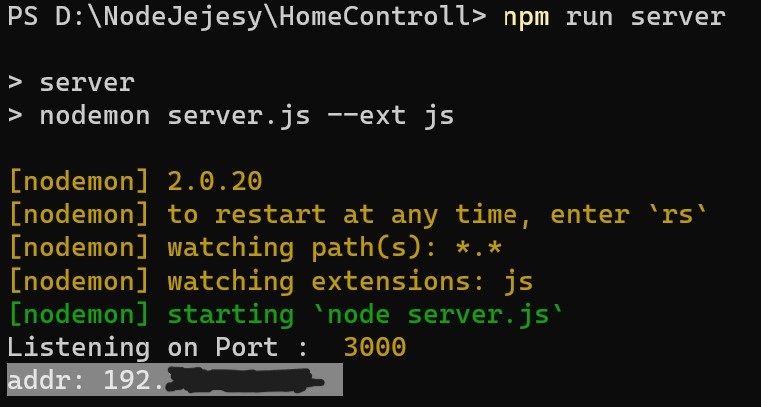 PS D:\NodeJejesy\HomeControll> npm run server
> server
> nodemon server.js --ext js
[nodemon] 2.0.20
[nodemon] to restart at any time, enter `rs`
[nodemon] watching path(s): *.*
[nodemon] watching extensions: js
[nodemon] starting `node server.js`
Listening on Port :  3000
addr: 192.